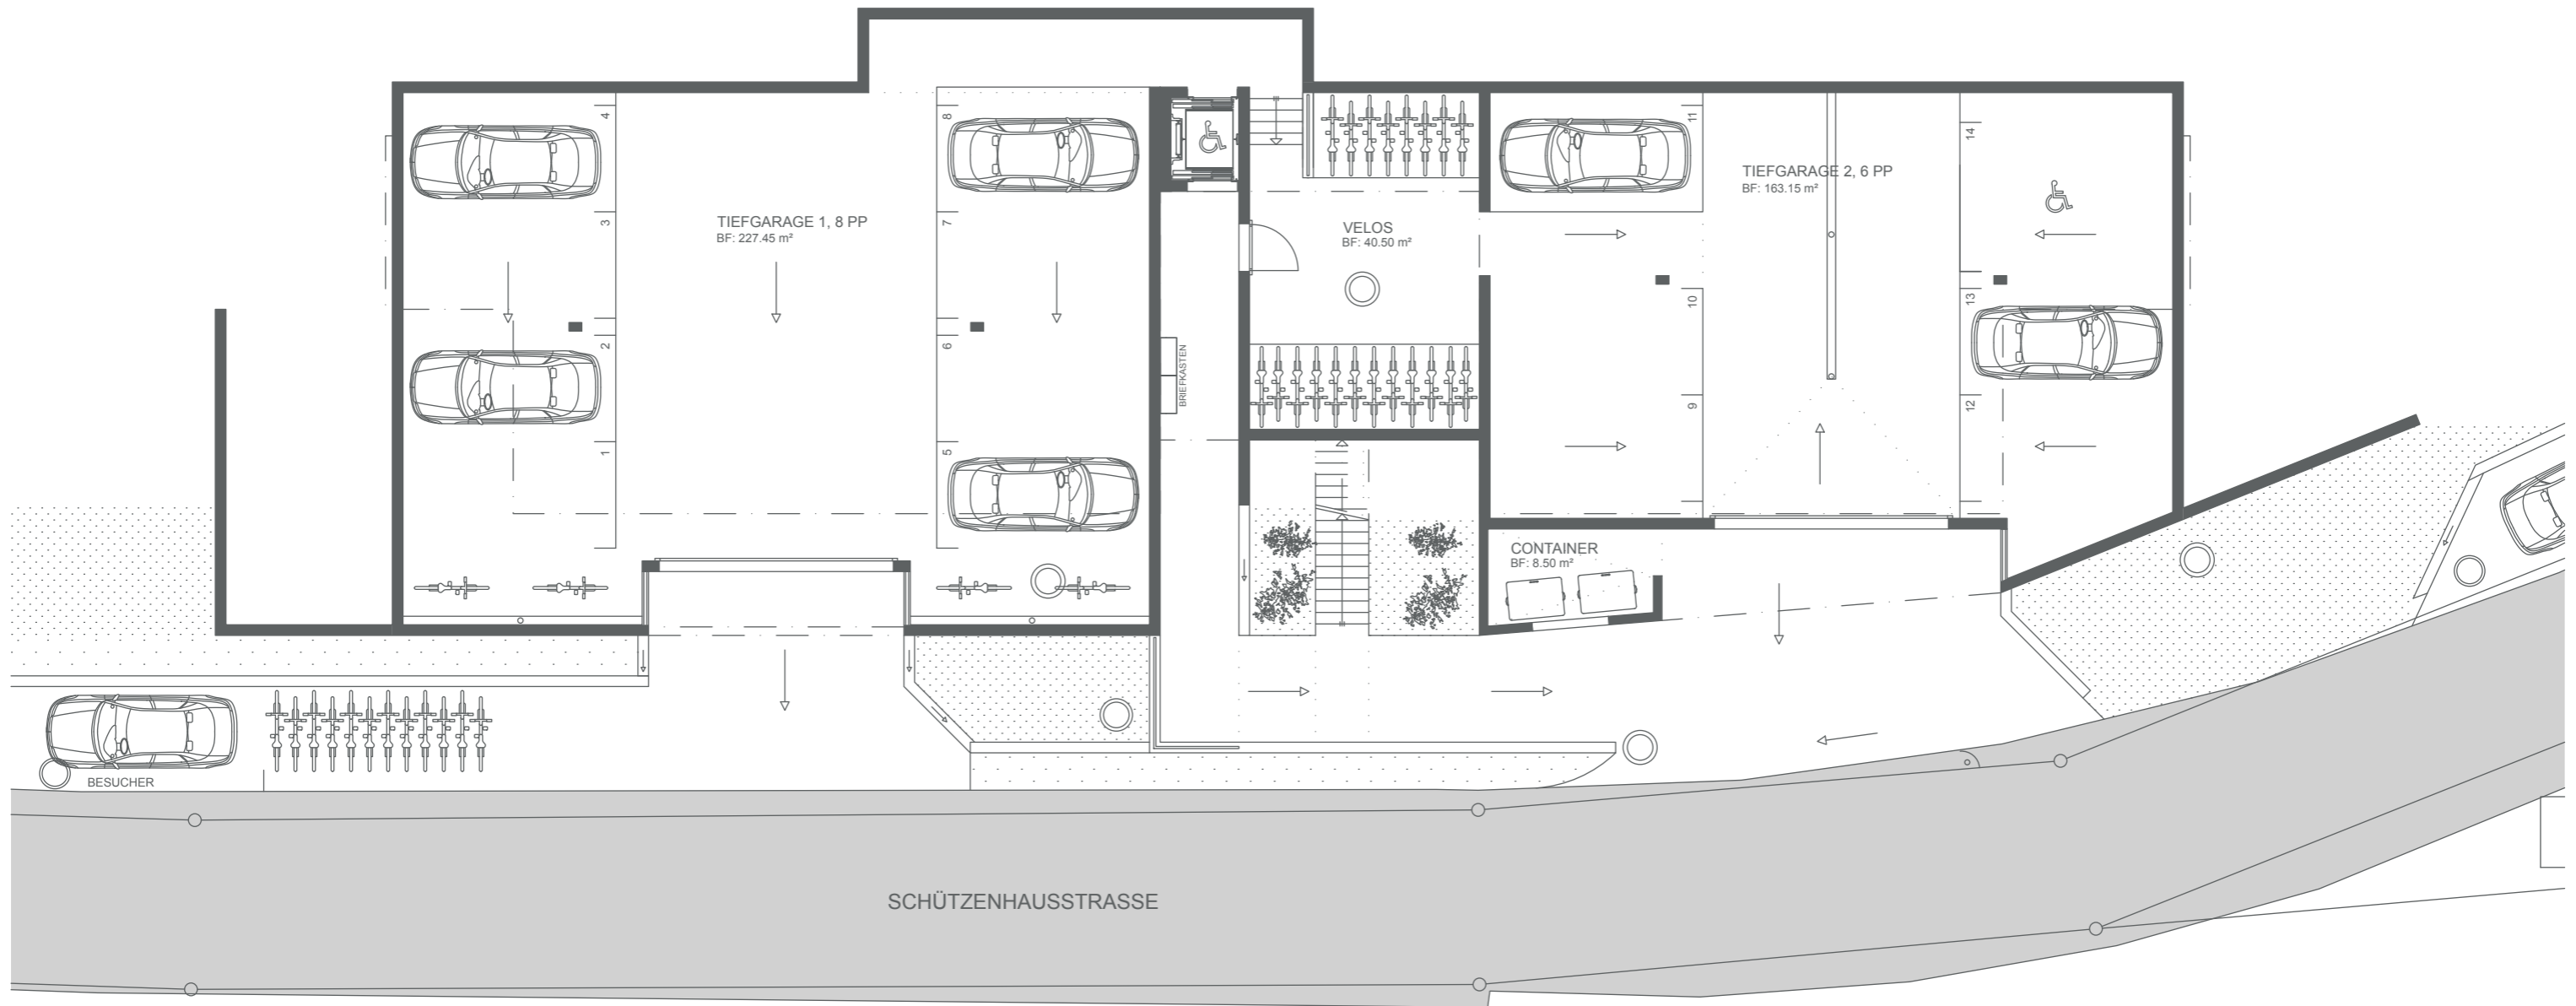 4
8
11
14
TIEFGARAGE 2, 6 PP
BF: 163.15 m²
3
TIEFGARAGE 1, 8 PP
BF: 227.45 m²
7
VELOS
BF: 40.50 m²
10
13
2
6
BRIEFKASTEN
9
12
1
5
CONTAINER
BF: 8.50 m²
BESUCHER
SCHÜTZENHAUSSTRASSE